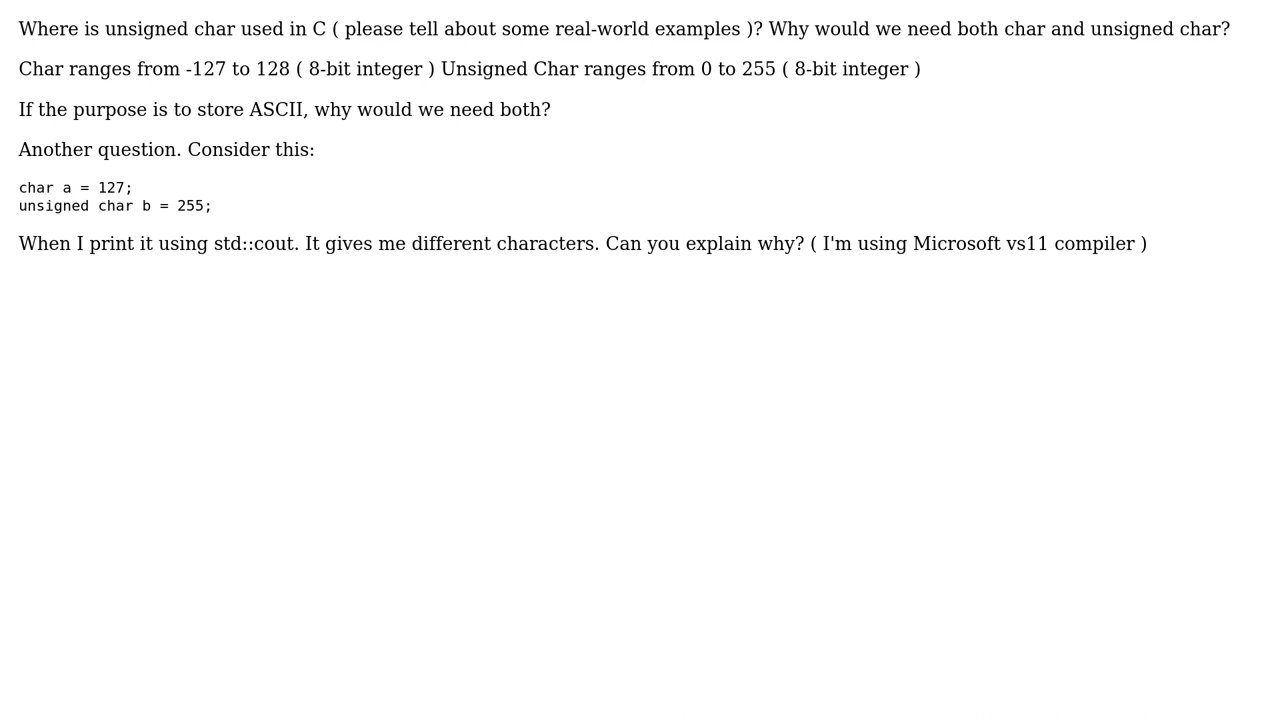 Where is unsigned char used in C ( please tell about some real-world examples )? Why would we need both char and unsigned char?
Char ranges from -127 to 128 ( 8-bit integer ) Unsigned Char ranges from 0 to 255 ( 8-bit integer )
If the purpose is to store ASCII, why would we need both?
Another question. Consider this:
char a = 127;
unsigned char b = 255;
When I print it using std::cout. It gives me different characters. Can you explain why? ( I'm using Microsoft vs11 compiler )